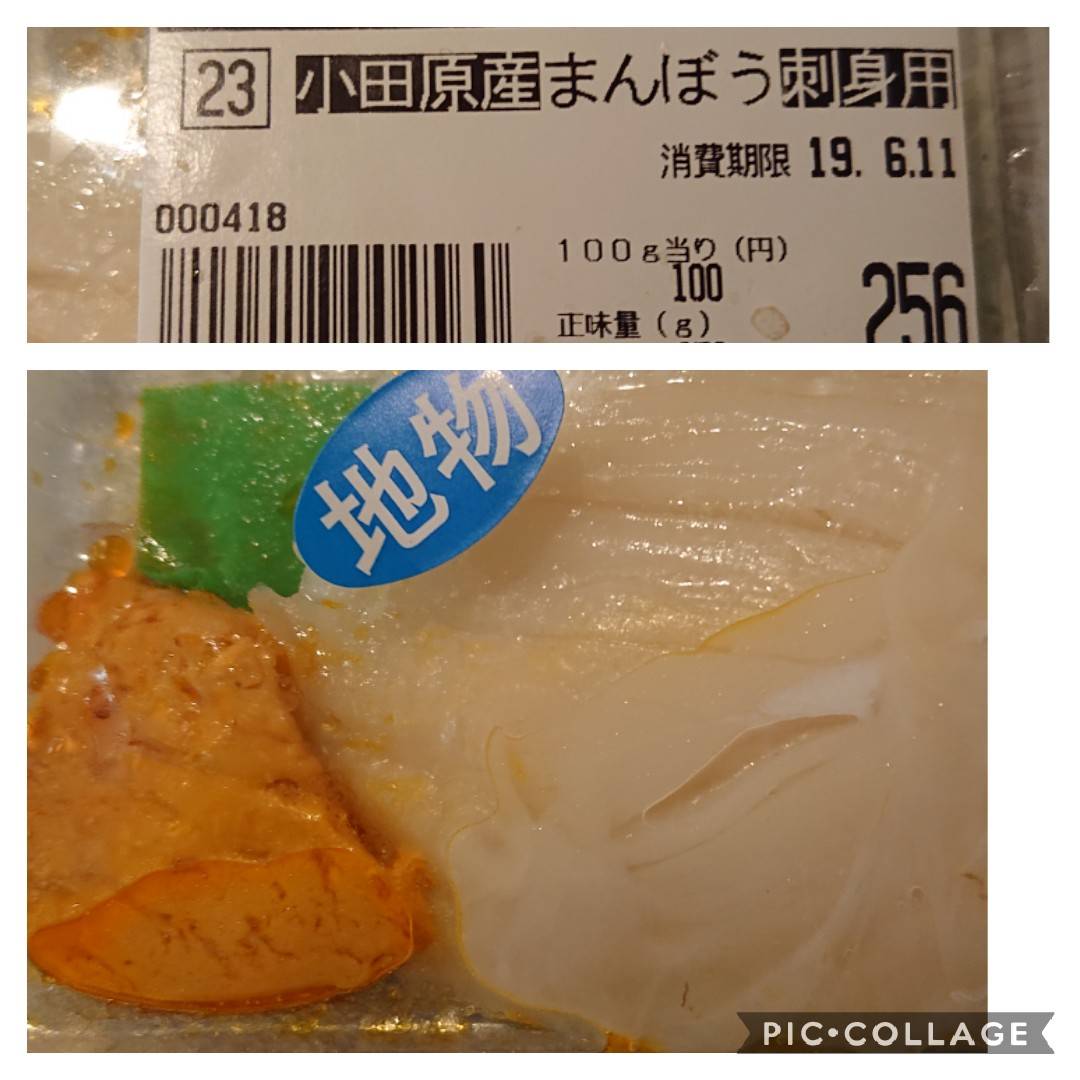 23 小田原産まんぼう刺身用
消費期限 19. 6.11
000418
100g当り (円)
100
256
正味量 (g)
地物
PIC•COLLAGE